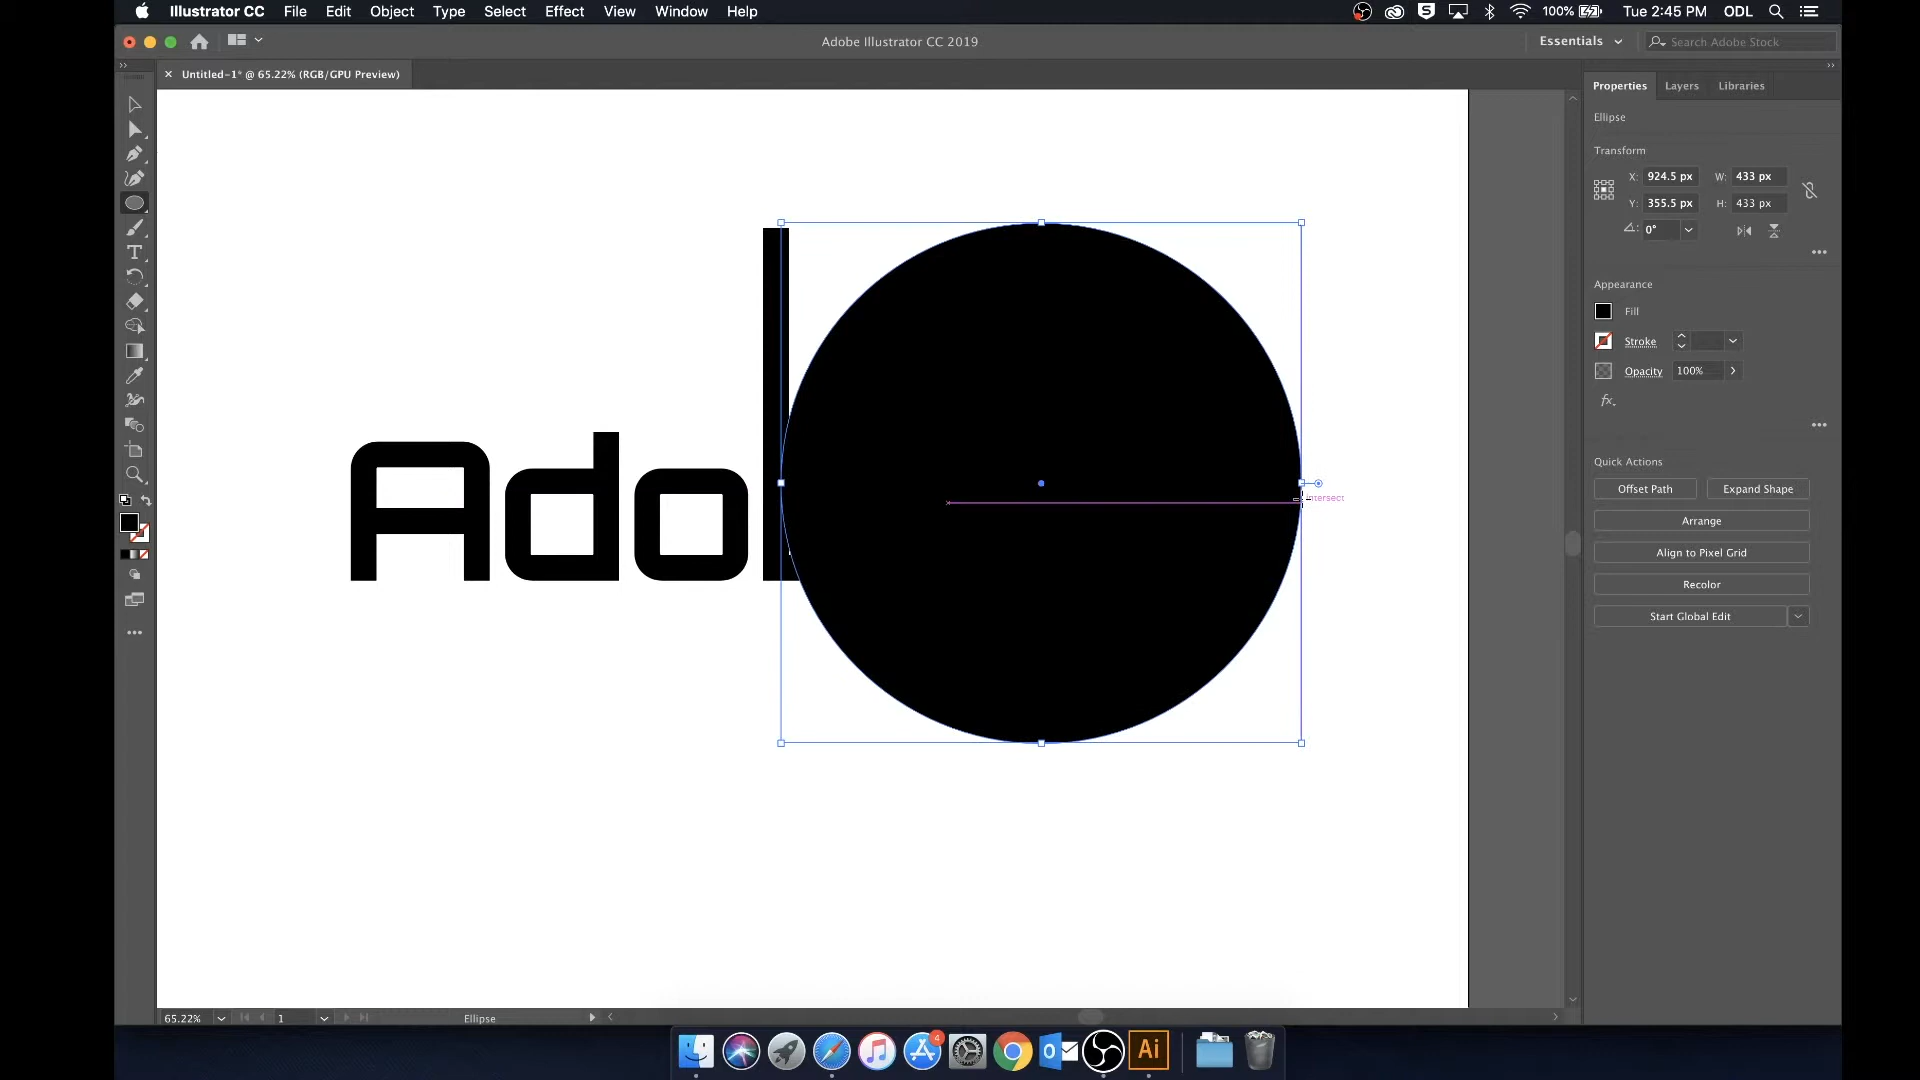 Illustrator CC File Edit Object Type Select Effect View Window Help 100% Tue 2:45 PM ODL
Adobe Illustrator CC 2019 Essentials Search Adobe Stock
Untitled-1* @ 65.22% (RGB/GPU Preview)
Properties Layers Libraries
Ellipse
Transform
X: 924.5 px W: 433 px
Y: 355.5 px H: 433 px
0°
Appearance
Fill
Stroke
Opacity 100%
fx
Quick Actions
Offset Path Expand Shape
Arrange
Align to Pixel Grid
Recolor
Start Global Edit
Ado
Intersect
65.22% 1 Ellipse
4
Ai